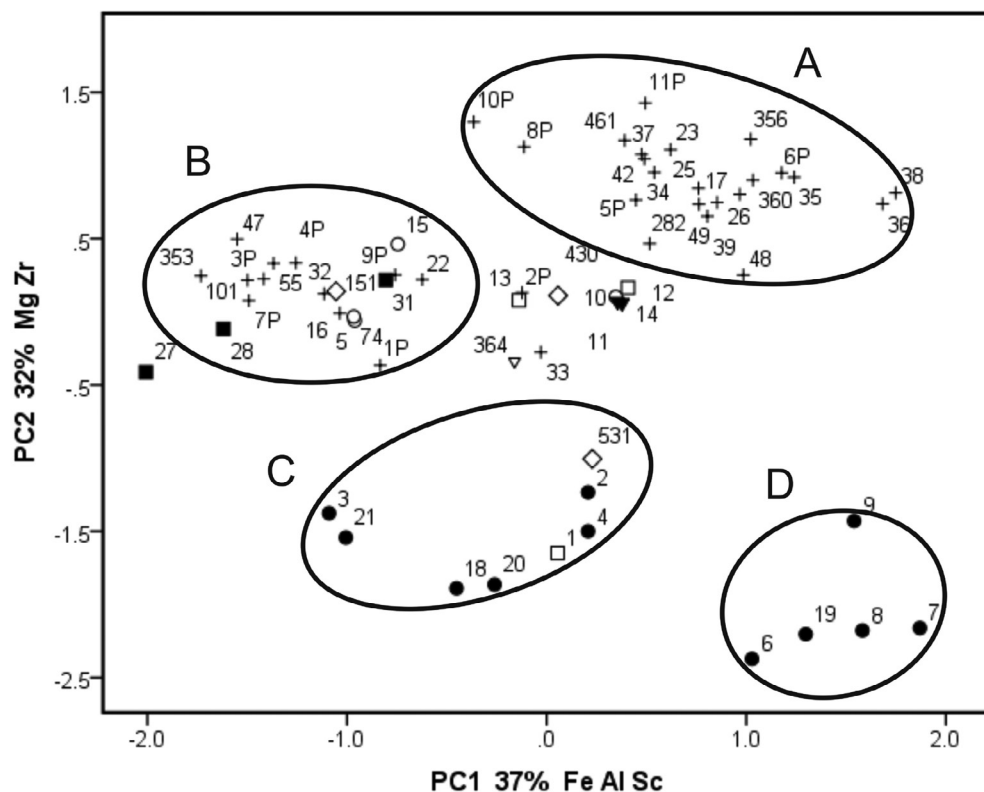 A
11P
1.5
10P
461 37 23 356
8P
B 6P
42 25 17 38
34
5P 360 35
47 4P 15 282 26 36
.5
49 39
353 3P 9P 430 48
32 151 22
55 13 2P
101 31 10 12
7P 14
16 5 74 11
27 28 1P 364
33
-.5
PC2 32% Mg Zr
531
C D
2
3 9
21 4
-1.5
1
18 20
19 8 7
6
-2.5
-2.0 -1.0 .0 1.0 2.0
PC1 37% Fe Al Sc